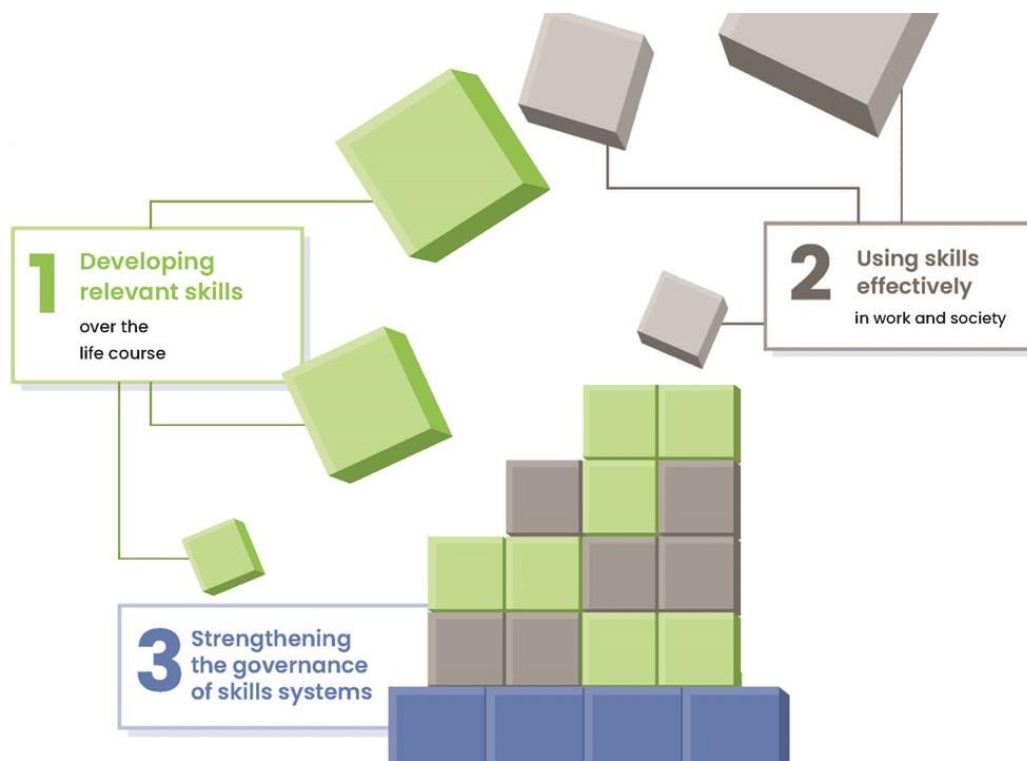 1
Developing
relevant skills
over the
life course
2
Using skills
effectively
in work and society
3
Strengthening
the governance
of skills systems